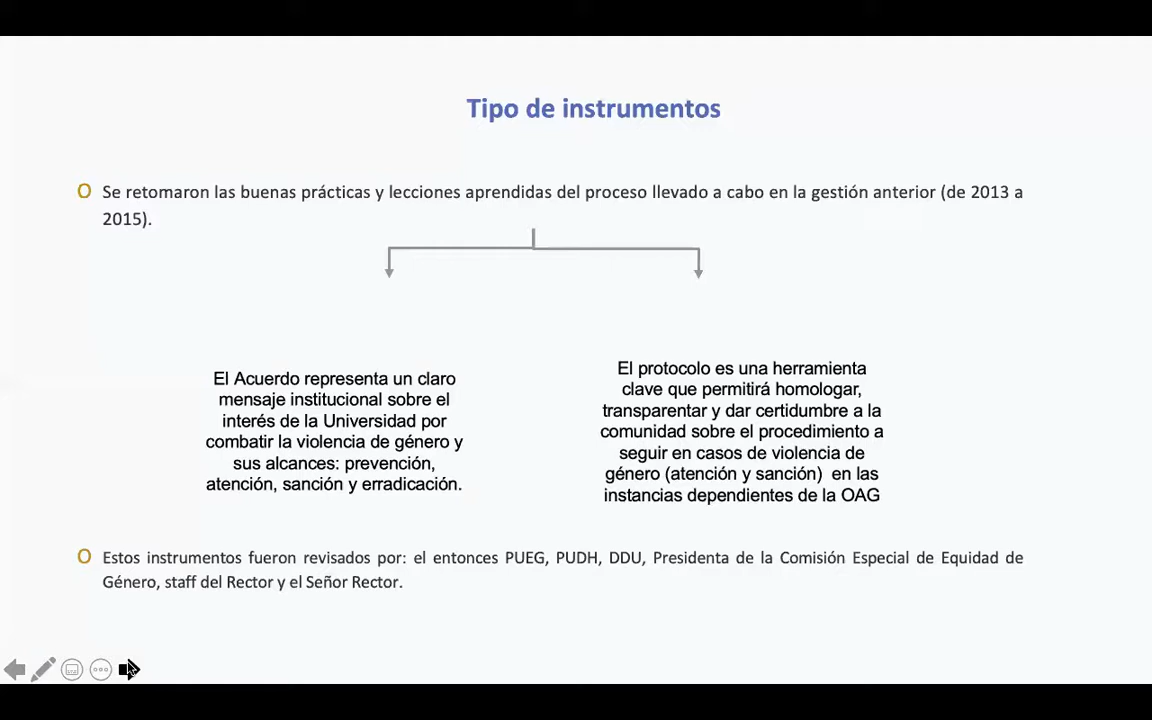 Tipo de instrumentos
O Se retomaron las buenas prácticas y lecciones aprendidas del proceso llevado a cabo en la gestión anterior (de 2013 a
2015).
El Acuerdo representa un claro
mensaje institucional sobre el
interés de la Universidad por
combatir la violencia de género y
sus alcances: prevención,
atención, sanción y erradicación.
El protocolo es una herramienta
clave que permitirá homologar,
transparentar y dar certidumbre a la
comunidad sobre el procedimiento a
seguir en casos de violencia de
género (atención y sanción) en las
instancias dependientes de la OAG
O Estos instrumentos fueron revisados por: el entonces PUEG, PUDH, DDU, Presidenta de la Comisión Especial de Equidad de
Género, staff del Rector y el Señor Rector.